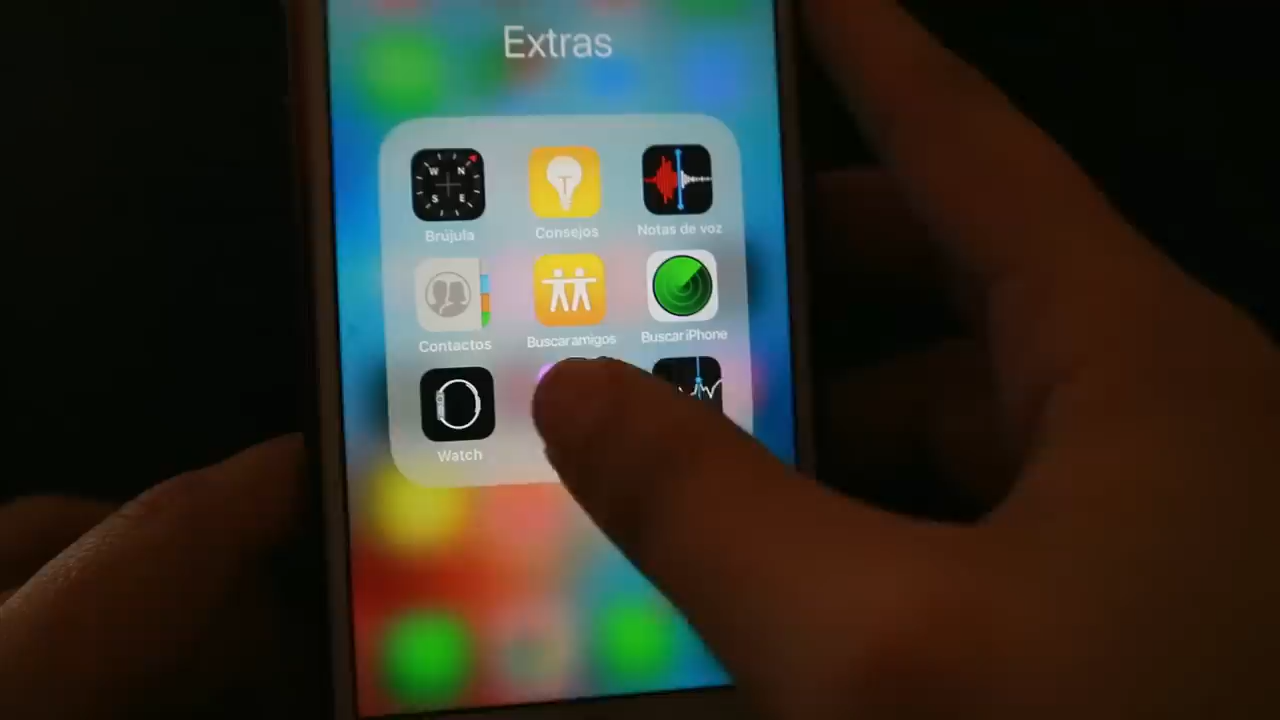 Extras
W N
S E
Brújula
Consejos
Notas de voz
Contactos
Buscar amigos
Buscar iPhone
Watch